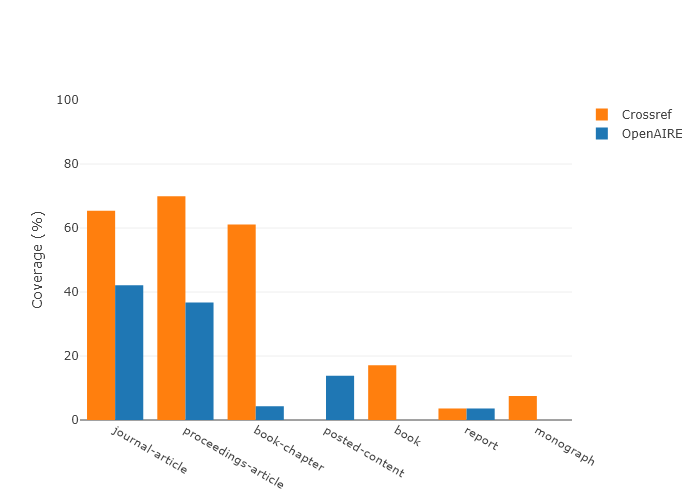 100
80
60
40
20
0
Coverage (%)
journal-article
proceedings-article
book-chapter
posted-content
book
report
monograph
Crossref
OpenAIRE